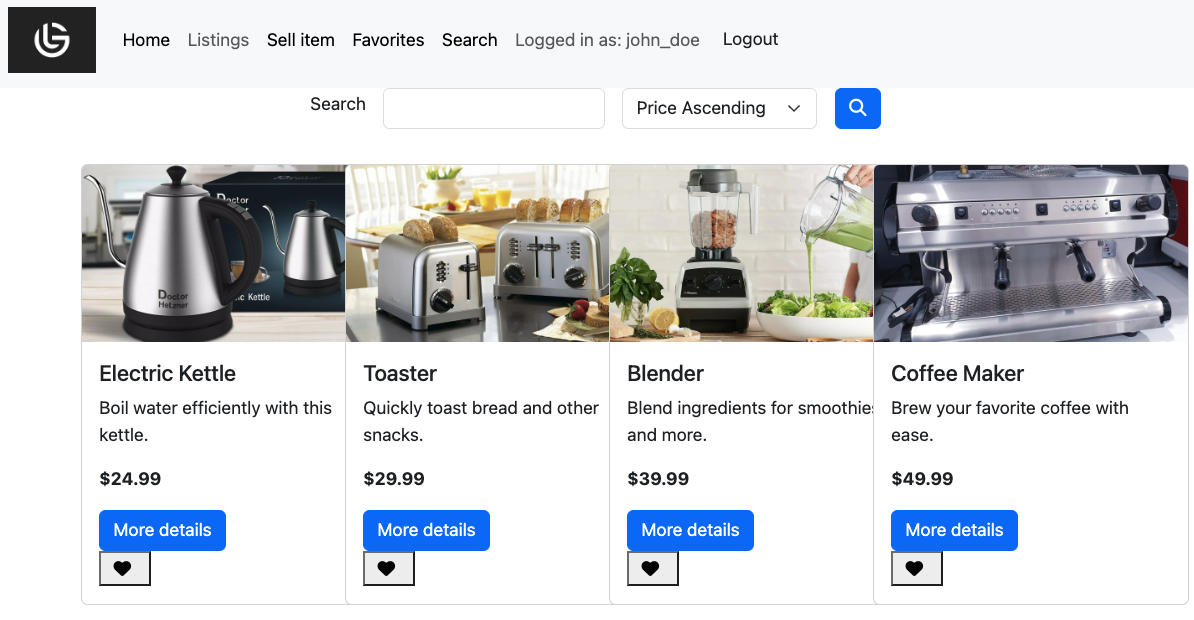 Home Listings Sell item Favorites Search Logged in as: john_doe Logout
Search Price Ascending
Doctor
Hetzner
Doctor
ic Kettle
Electric Kettle
Boil water efficiently with this
kettle.
$24.99
More details
Toaster
Quickly toast bread and other
snacks.
$29.99
More details
Blender
Blend ingredients for smoothies
and more.
$39.99
More details
Coffee Maker
Brew your favorite coffee with
ease.
$49.99
More details